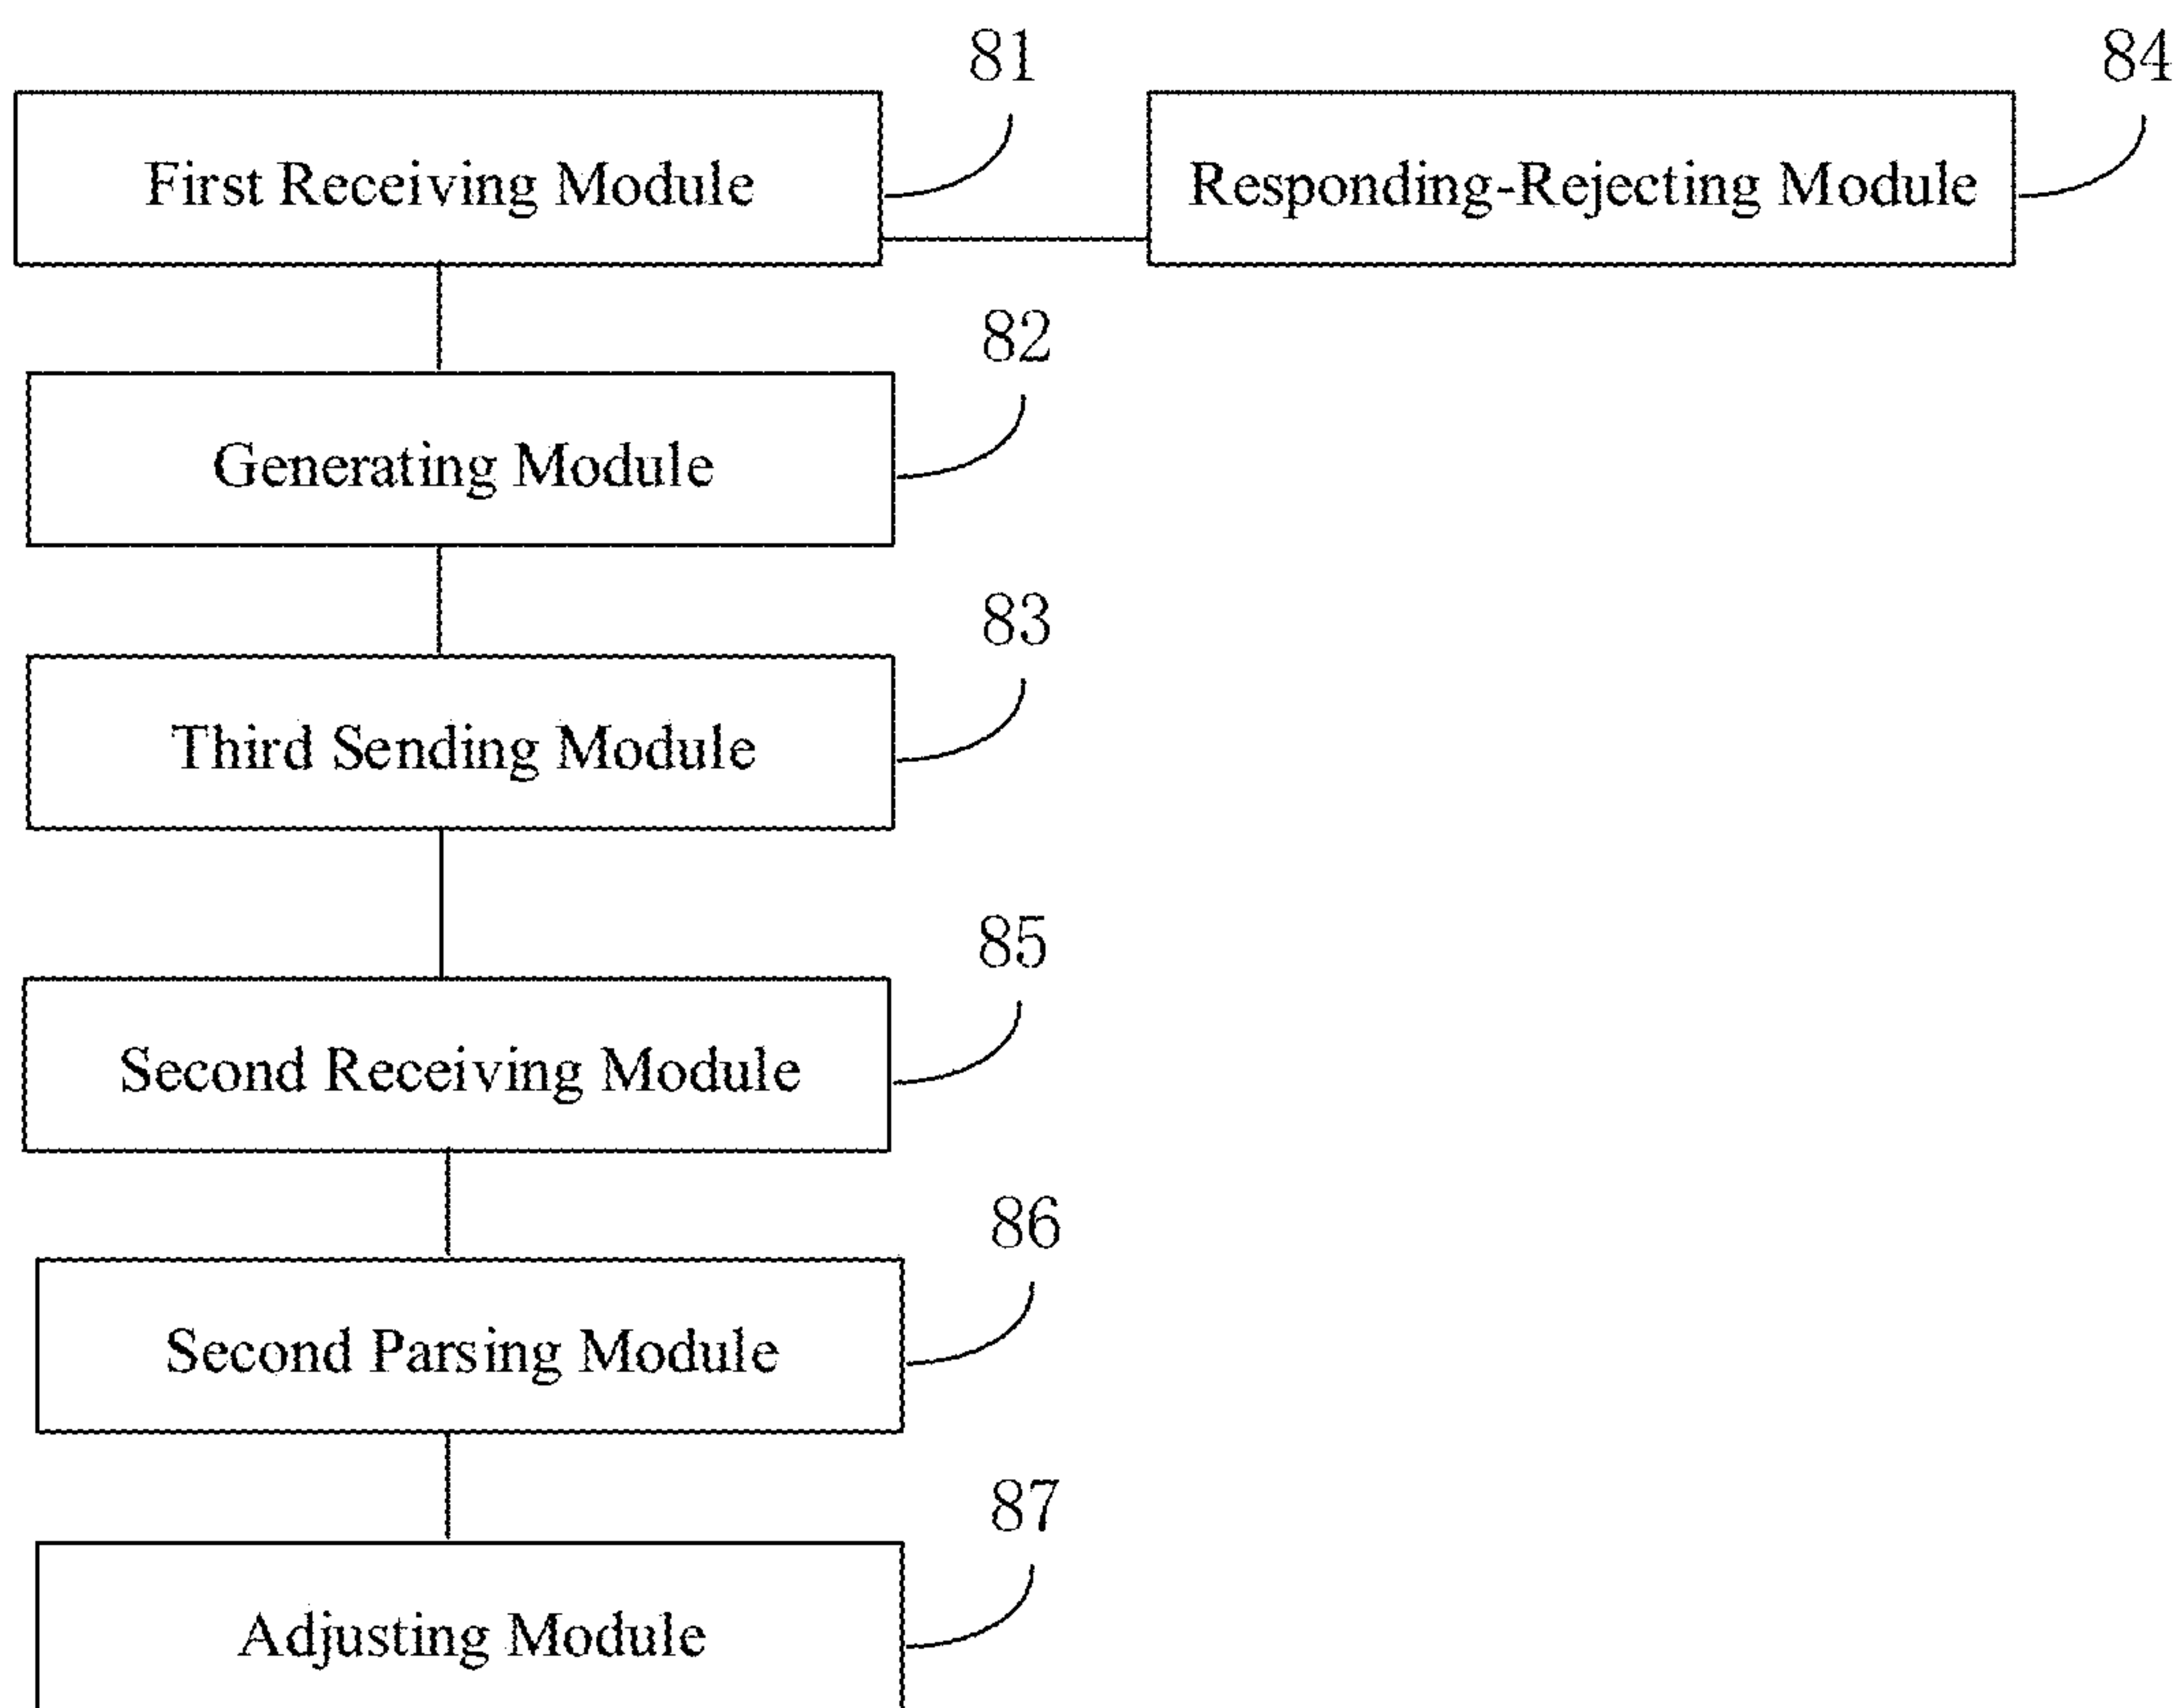 81
84
First Receiving Module
Responding-Rejecting Module
82
Generating Module
83
Third Sending Module
85
Second Receiving Module
86
Second Parsing Module
87
Adjusting Module